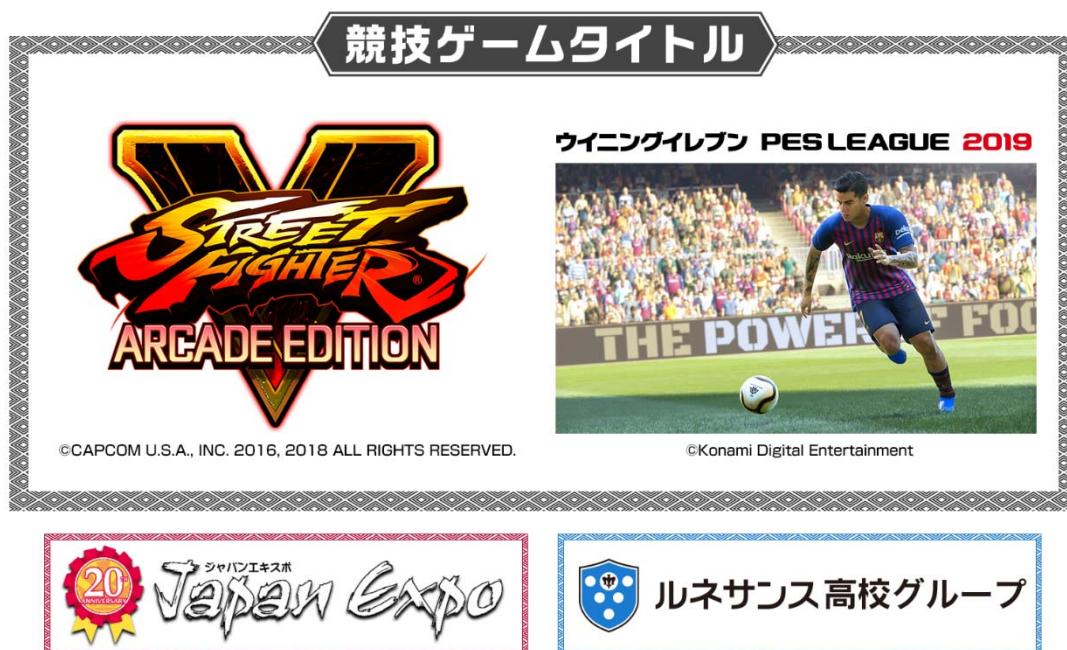 競技ゲームタイトル
V
STREET
FIGHTER®
ARCADE EDITION
©CAPCOM U.S.A., INC. 2016, 2018 ALL RIGHTS RESERVED.
ウイニングイレブン PES LEAGUE 2019
THE POWER OF FOO
©Konami Digital Entertainment
20th
ANNIVERSARY
ジャパンエキスポ
Japan Expo
ルネサンス高校グループ